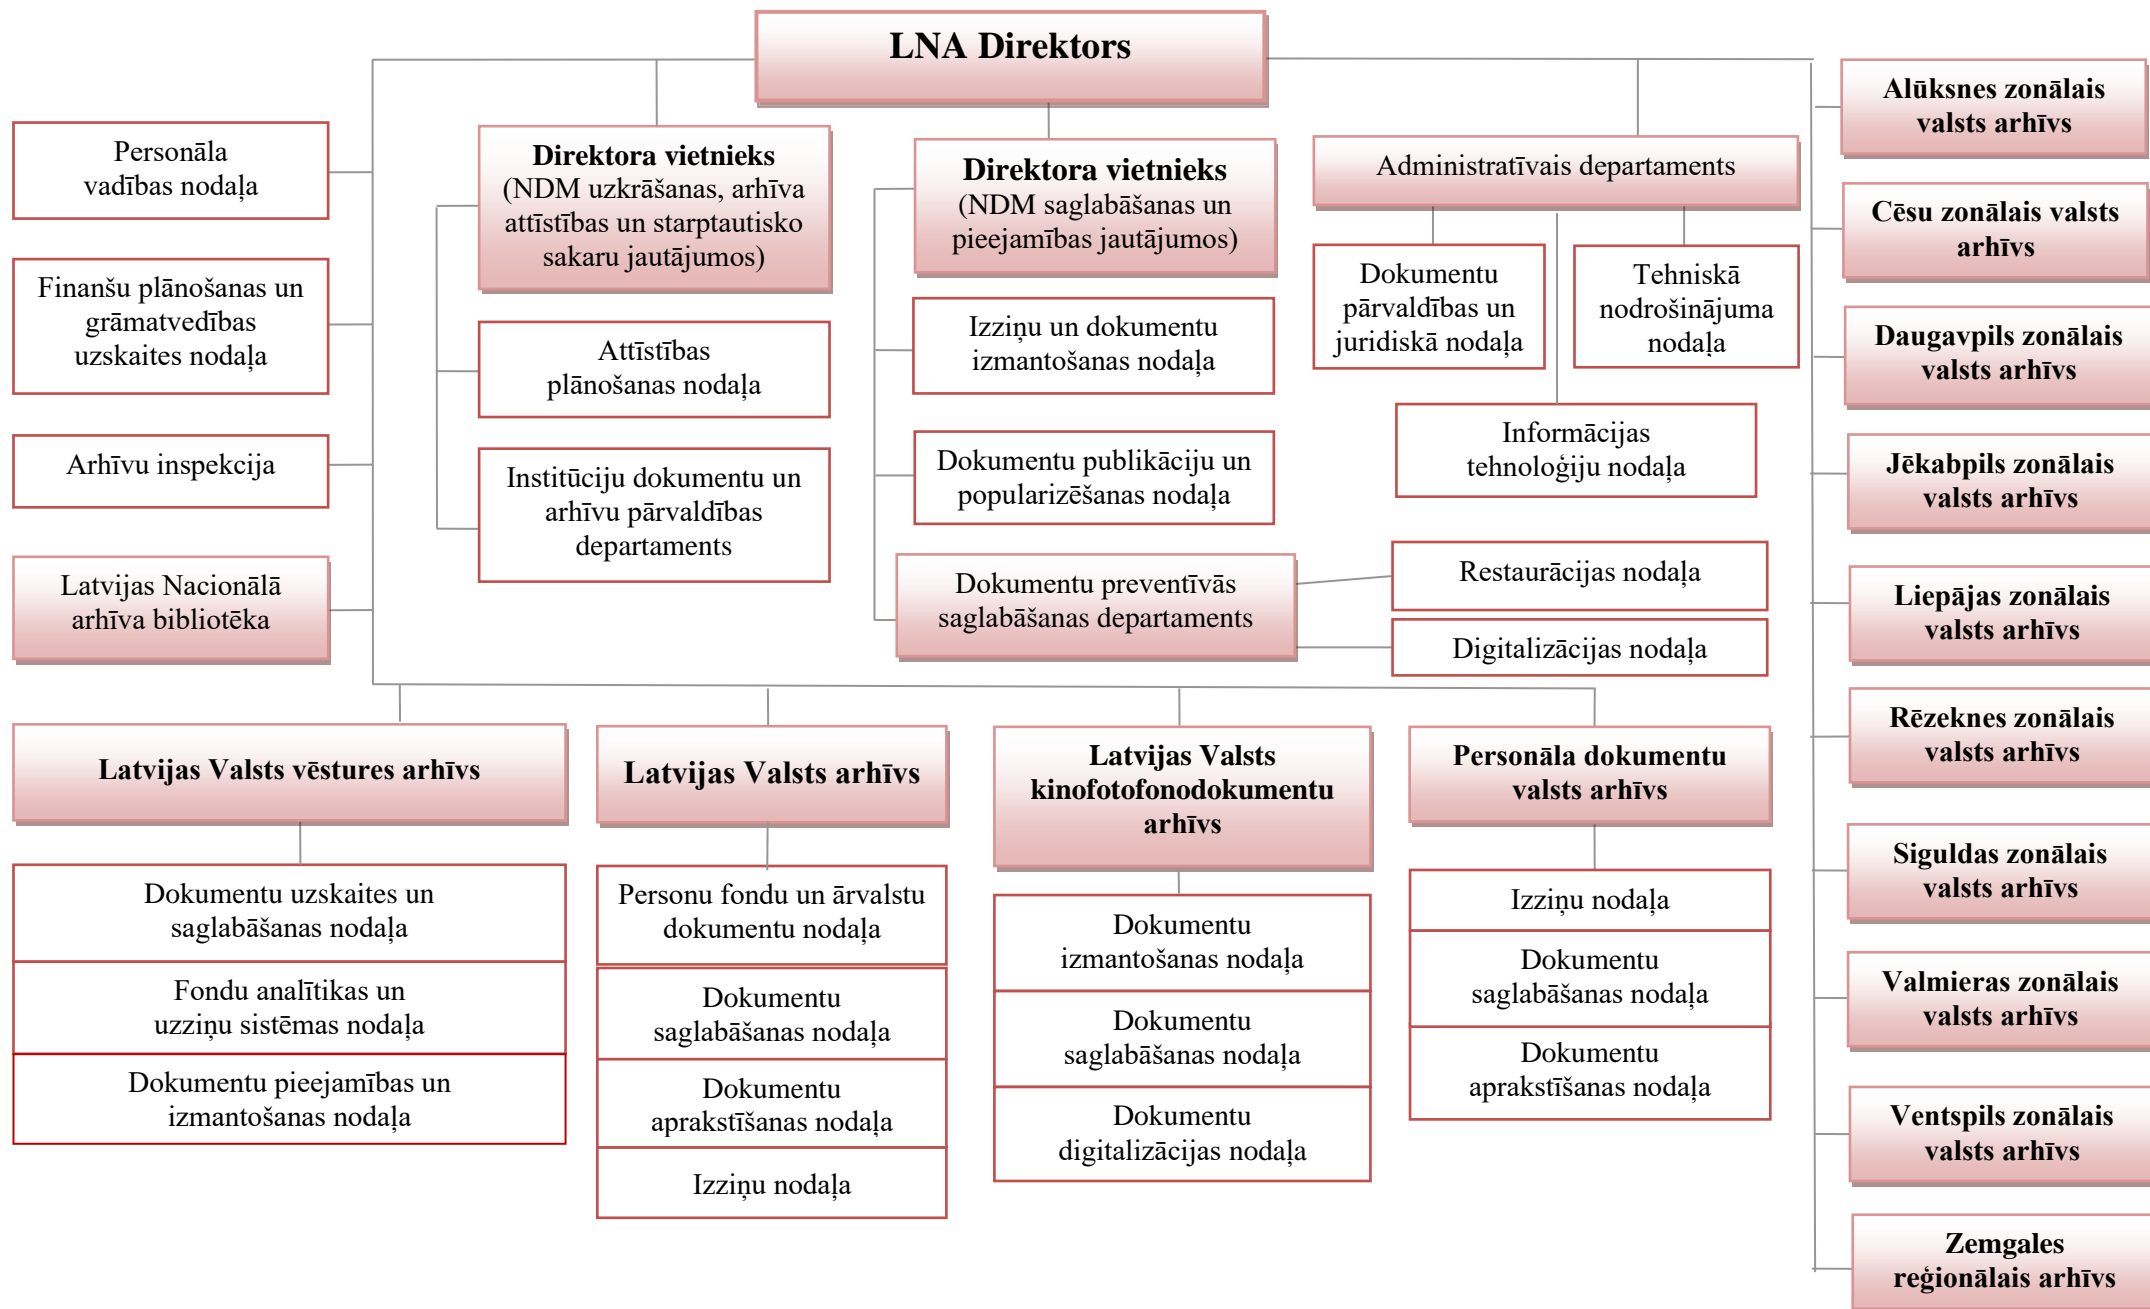 LNA Direktors
Personāla
vadības nodaļa
Finanšu plānošanas un
grāmatvedības
uzskaites nodaļa
Arhīvu inspekcija
Latvijas Nacionālā
arhīva bibliotēka
Direktora vietnieks
(NDM uzkrāšanas, arhīva
attīstības un starptautisko
sakaru jautājumos)
Attīstības
plānošanas nodaļa
Institūciju dokumentu un
arhīvu pārvaldības
departaments
Direktora vietnieks
(NDM saglabāšanas un
pieejamības jautājumos)
Izziņu un dokumentu
izmantošanas nodaļa
Dokumentu publikāciju un
popularizēšanas nodaļa
Dokumentu preventīvās
saglabāšanas departaments
Restaurācijas nodaļa
Digitalizācijas nodaļa
Administratīvais departaments
Dokumentu
pārvaldības un
juridiskā nodaļa
Tehniskā
nodrošinājuma
nodaļa
Informācijas
tehnoloģiju nodaļa
Latvijas Valsts vēstures arhīvs
Dokumentu uzskaites un
saglabāšanas nodaļa
Fondu analītikas un
uzziņu sistēmas nodaļa
Dokumentu pieejamības un
izmantošanas nodaļa
Latvijas Valsts arhīvs
Personu fondu un ārvalstu
dokumentu nodaļa
Dokumentu
saglabāšanas nodaļa
Dokumentu
aprakstīšanas nodaļa
Izziņu nodaļa
Latvijas Valsts
kinofotofonodokumentu
arhīvs
Dokumentu
izmantošanas nodaļa
Dokumentu
saglabāšanas nodaļa
Dokumentu
digitalizācijas nodaļa
Personāla dokumentu
valsts arhīvs
Izziņu nodaļa
Dokumentu
saglabāšanas nodaļa
Dokumentu
aprakstīšanas nodaļa
Alūksnes zonālais
valsts arhīvs
Cēsu zonālais valsts
arhīvs
Daugavpils zonālais
valsts arhīvs
Jēkabpils zonālais
valsts arhīvs
Liepājas zonālais
valsts arhīvs
Rēzeknes zonālais
valsts arhīvs
Siguldas zonālais
valsts arhīvs
Valmieras zonālais
valsts arhīvs
Ventspils zonālais
valsts arhīvs
Zemgales
reģionālais arhīvs